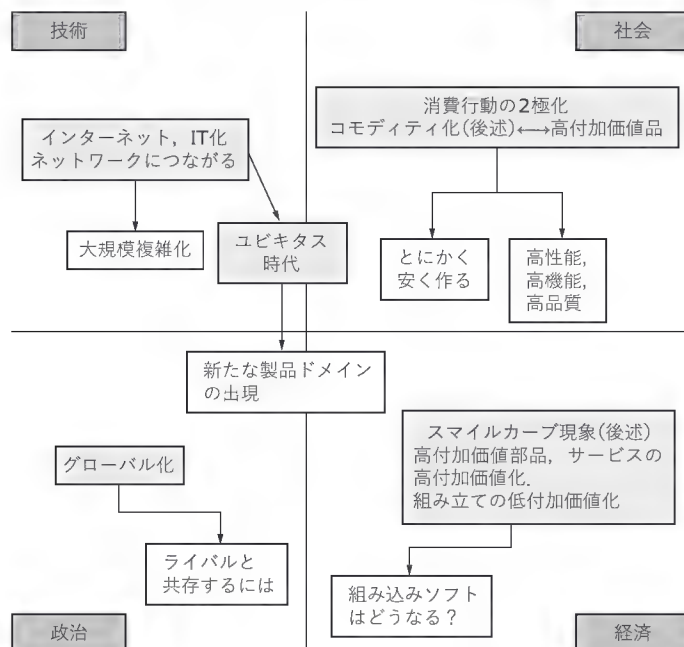 技術
社会
消費行動の2極化
コモディティ化(後述)⟷高付加価値品
インターネット，IT化
ネットワークにつながる
大規模複雑化
ユビキタス
時代
とにかく
安く作る
高性能，
高機能，
高品質
新たな製品ドメイン
の出現
スマイルカーブ現象(後述)
高付加価値部品，サービスの
高付加価値化．
組み立ての低付加価値化
グローバル化
ライバルと
共存するには
組み込みソフト
はどうなる？
政治
経済